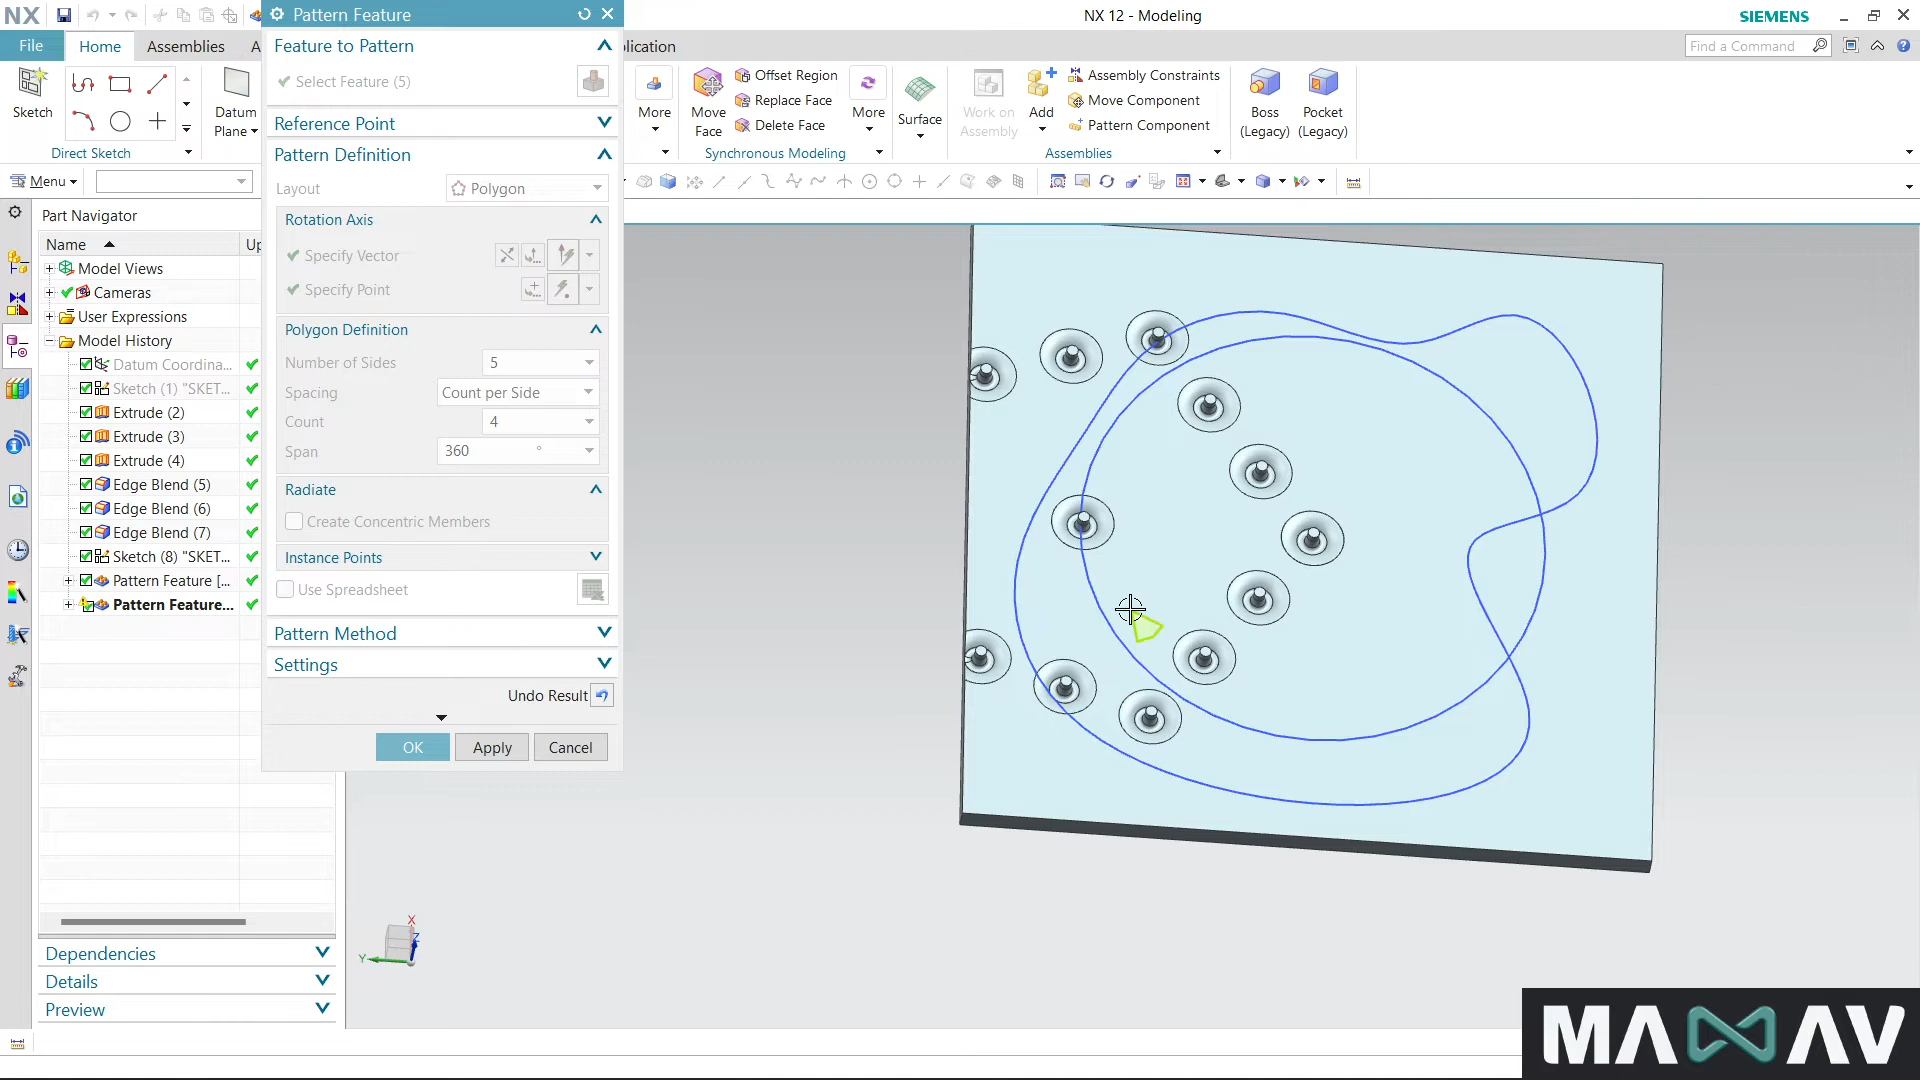 NX
Pattern Feature
NX 12 - Modeling
SIEMENS
File
Home
Assemblies
A
lication
Find a Command
Sketch
Direct Sketch
Datum
Plane
More
Move
Face
Offset Region
Replace Face
Delete Face
More
Synchronous Modeling
Surface
Work on
Assembly
Add
Assembly Constraints
Move Component
Pattern Component
Assemblies
Boss
(Legacy)
Pocket
(Legacy)
Menu
Part Navigator
Name
Up
Model Views
Cameras
User Expressions
Model History
Datum Coordina...
Sketch (1) "SKET...
Extrude (2)
Extrude (3)
Extrude (4)
Edge Blend (5)
Edge Blend (6)
Edge Blend (7)
Sketch (8) "SKET...
Pattern Feature [...
Pattern Feature...
Dependencies
Details
Preview
Feature to Pattern
Select Feature (5)
Reference Point
Pattern Definition
Layout
Polygon
Rotation Axis
Specify Vector
Specify Point
Polygon Definition
Number of Sides
5
Spacing
Count per Side
Count
4
Span
360
°
Radiate
Create Concentric Members
Instance Points
Use Spreadsheet
Pattern Method
Settings
Undo Result
OK
Apply
Cancel
X
Z
Y
MANAV